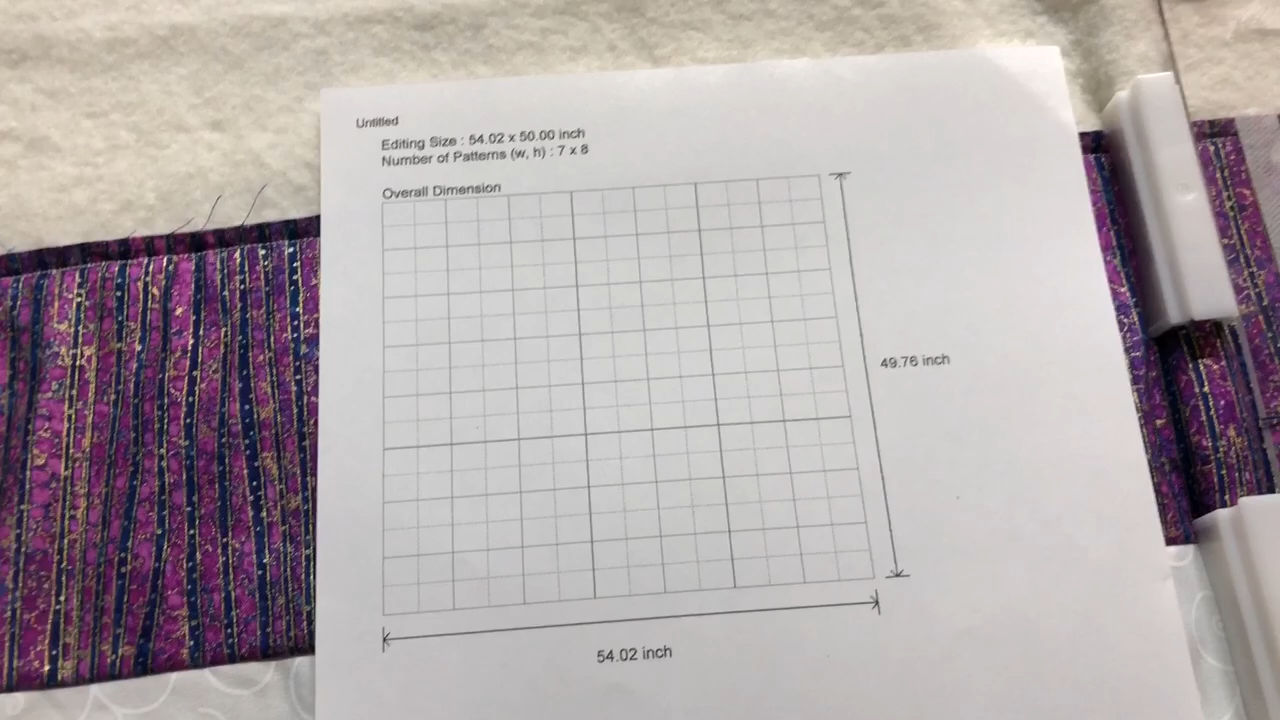 Untitled
Editing Size : 54.02 x 50.00 inch
Number of Patterns (w, h) : 7 x 8
Overall Dimension
49.76 inch
54.02 inch